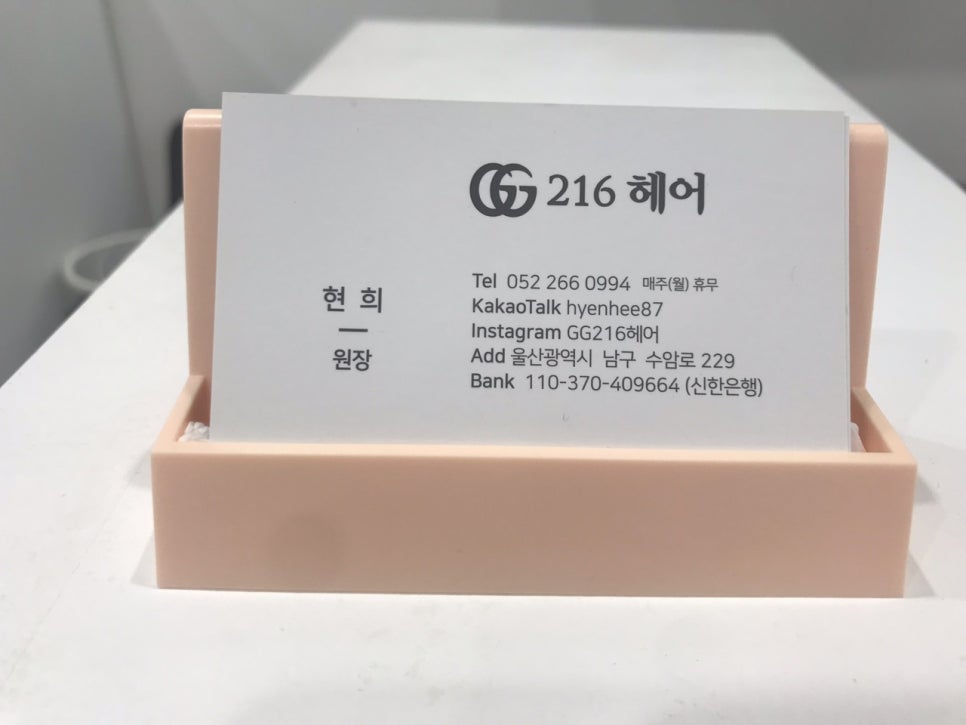 GG 216 헤어
현 희
원장
Tel 052 266 0994 매주(월) 휴무
KakaoTalk hyenhee87
Instagram GG216헤어
Add 울산광역시 남구 수암로 229
Bank 110-370-409664 (신한은행)